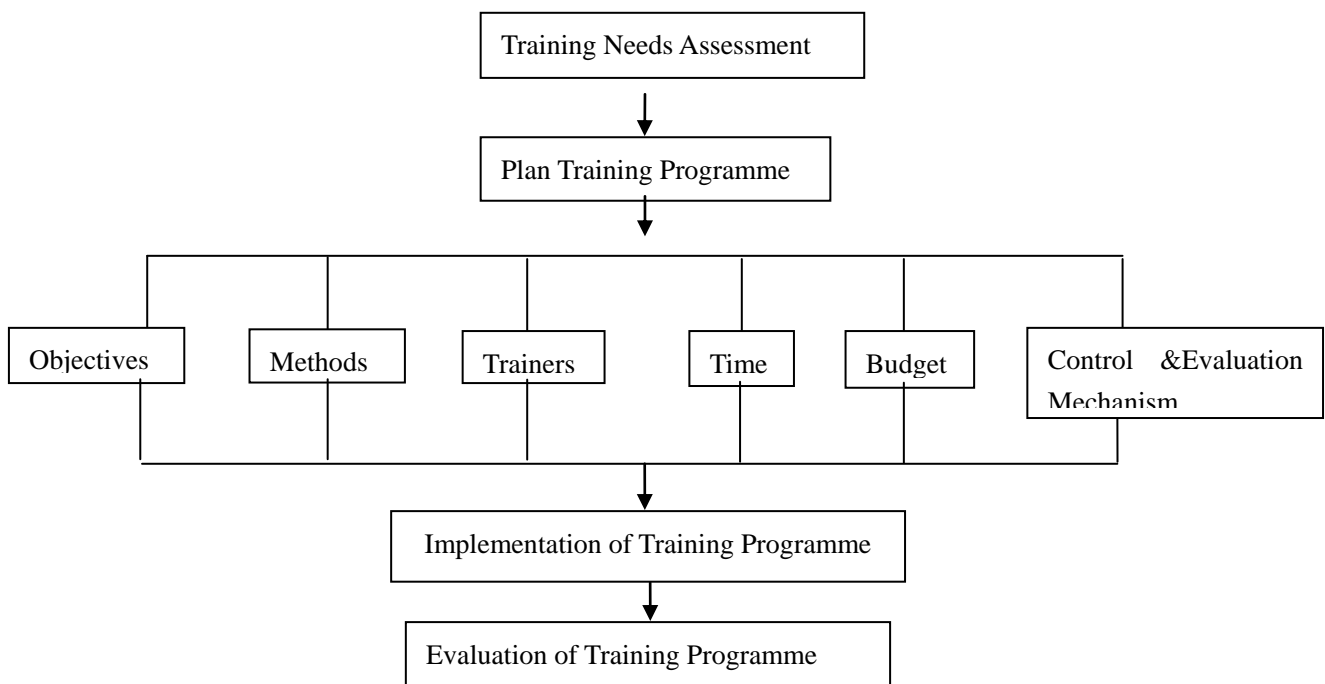 Training Needs Assessment
Plan Training Programme
Objectives
Methods
Trainers
Time
Budget
Control &Evaluation
Mechanism
Implementation of Training Programme
Evaluation of Training Programme